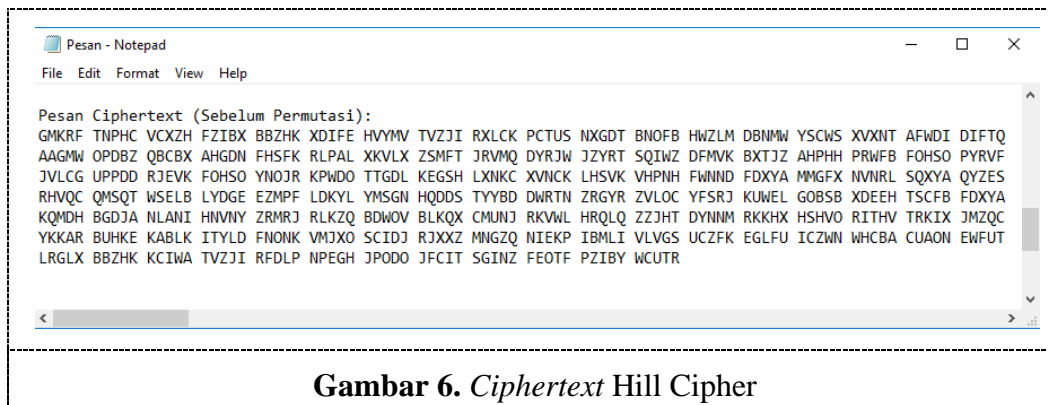 Pesan - Notepad
File Edit Format View Help
Pesan Ciphertext (Sebelum Permutasi):
GMKRF TNPHC VCXZH FZIBX BBZHK XDIFE HVYMV TVZJI RXLCK PCTUS NXGDT BNOFB HWZLM DBNMW YSCWS XVXNT AFWDI DIFTQ
AAGMW OPDBZ QBCBX AHGDN FHSFK RLPAL XKVLX ZSMFT JRVMQ DYRJW JZYRT SQIWZ DFMVK BXTJZ AHPHH PRWFB FOHSO PYRVF
JVLCG UPPDD RJEVK FOHSO YNOJR KPWDO TTGDL KEGSH LXNKC XVNCK LHSVK VHPNH FWNND FDXYA MMGFX NVNRL SQXYA QYZES
RHVQC QMSQT WSELB LYDGE EZMPF LDKYL YMSGN HQDDS TYYBD DWRTN ZRGYR ZVLOC YFSRJ KUWEL GOBSB XDEEH TSCFB FDXYA
KQMDH BGDJA NLANI HNVNY ZRMRJ RLKZQ BDWOV BLKQX CMUNJ RKVWL HRQLQ ZZJHT DYNNM RKKHX HSHVO RITHV TRKIX JMZQC
YKKAR BUHKE KABLK ITYLD FNONK VMJXO SCIDJ RJXXZ MNGZQ NIEKP IBMLI VLVGS UCZFK EGLFU ICZWN WHCBA CUAON EWFUT
LRGLX BBZHK KCIWA TVZJI RFDLP NPEGH JPODO JFCIT SGINZ FEOTF PZIBY WCUTR
Gambar 6. Ciphertext Hill Cipher